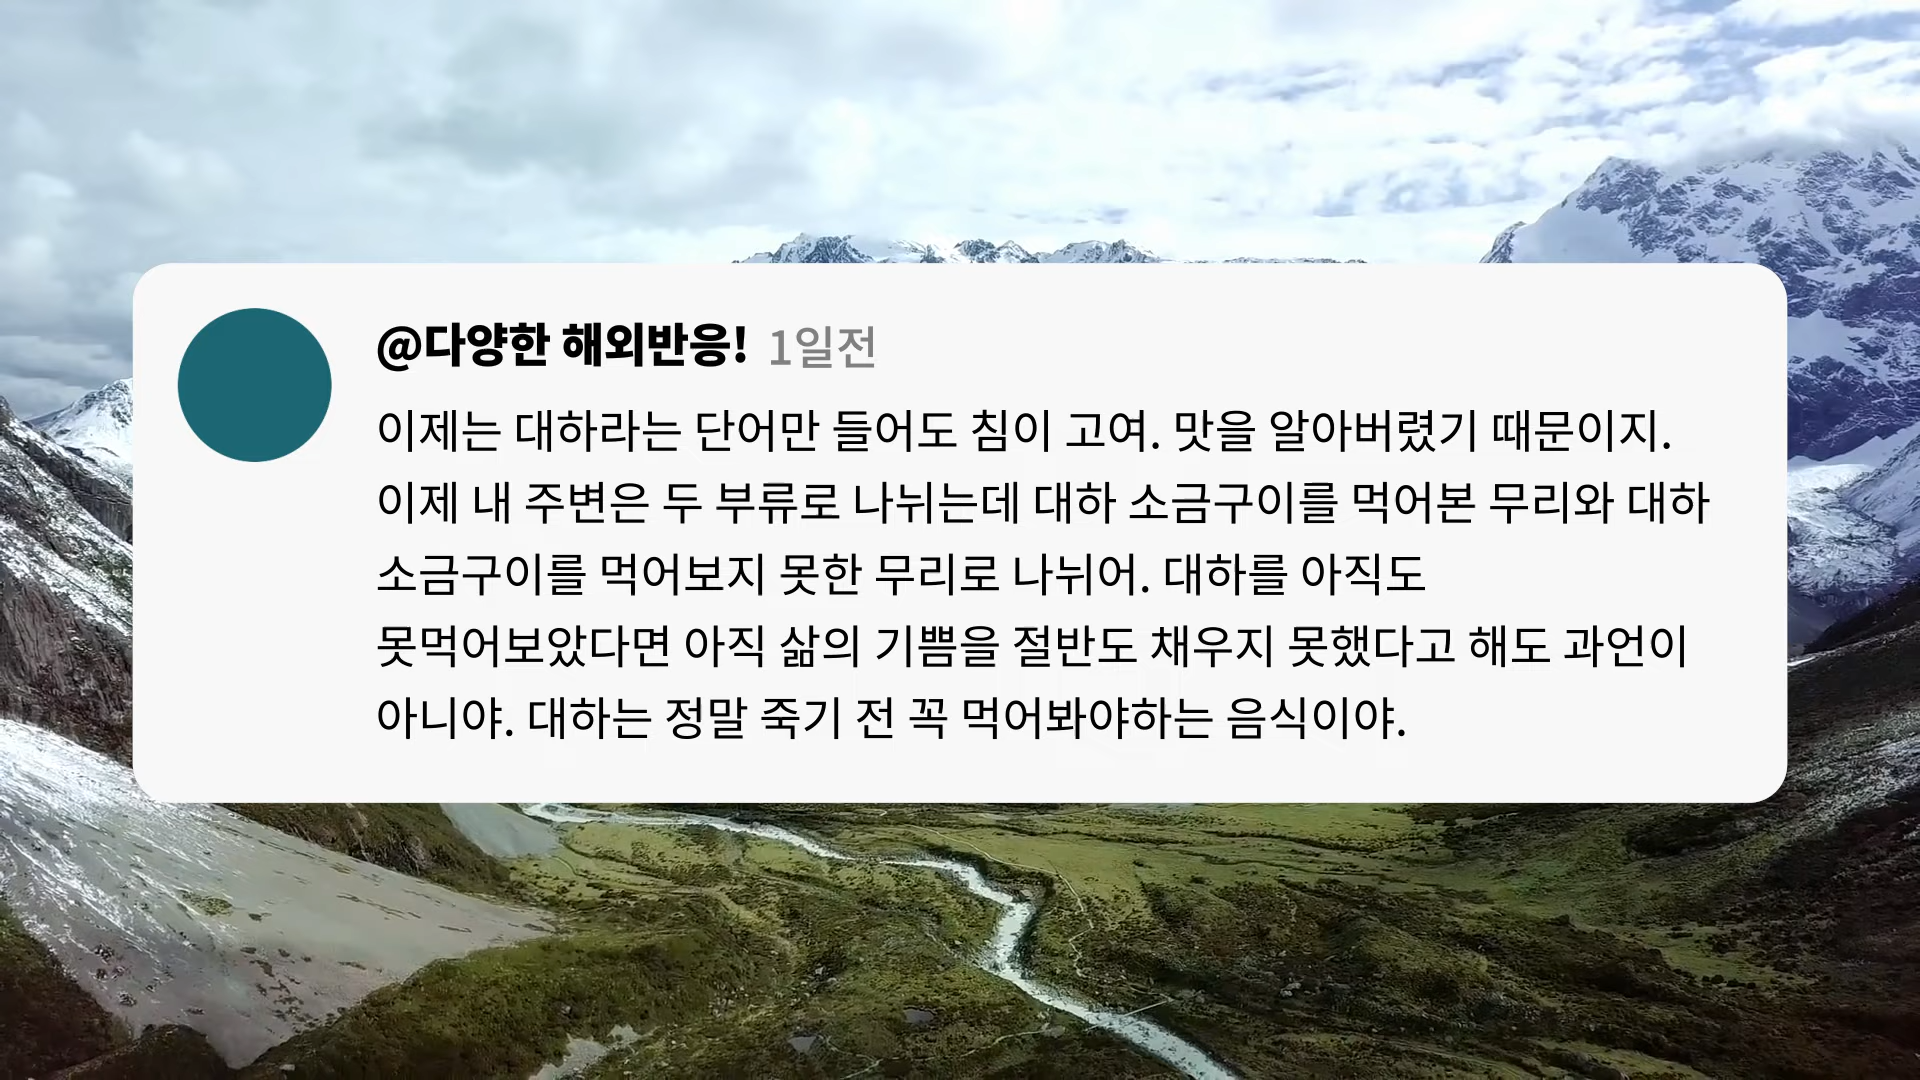 @다양한 해외반응! 1일전
이제는 대하라는 단어만 들어도 침이 고여. 맛을 알아버렸기 때문이지.
이제 내 주변은 두 부류로 나뉘는데 대하 소금구이를 먹어본 무리와 대하
소금구이를 먹어보지 못한 무리로 나뉘어. 대하를 아직도
못먹어보았다면 아직 삶의 기쁨을 절반도 채우지 못했다고 해도 과언이
아니야. 대하는 정말 죽기 전 꼭 먹어봐야하는 음식이야.